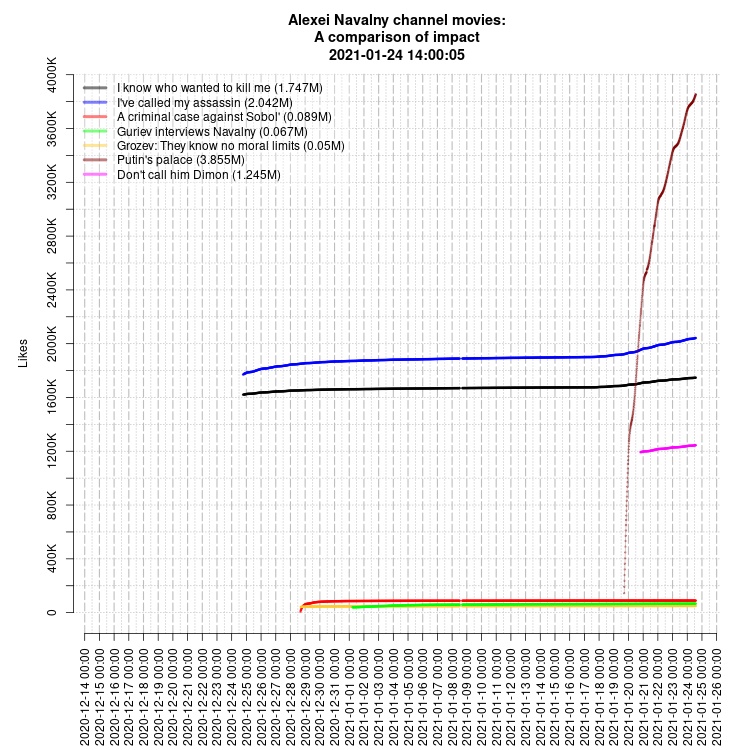 Alexei Navalny channel movies:
A comparison of impact
2021-01-24 14:00:05
I know who wanted to kill me (1.747M)
I've called my assassin (2.042M)
A criminal case against Sobol' (0.089M)
Guriev interviews Navalny (0.067M)
Grozev: They know no moral limits (0.05M)
Putin's palace (3.855M)
Don't call him Dimon (1.245M)
Likes
4000K
3600K
3200K
2800K
2400K
2000K
1600K
1200K
800K
400K
0
2020-12-14 00:00
2020-12-15 00:00
2020-12-16 00:00
2020-12-17 00:00
2020-12-18 00:00
2020-12-19 00:00
2020-12-20 00:00
2020-12-21 00:00
2020-12-22 00:00
2020-12-23 00:00
2020-12-24 00:00
2020-12-25 00:00
2020-12-26 00:00
2020-12-27 00:00
2020-12-28 00:00
2020-12-29 00:00
2020-12-30 00:00
2020-12-31 00:00
2021-01-01 00:00
2021-01-02 00:00
2021-01-03 00:00
2021-01-04 00:00
2021-01-05 00:00
2021-01-06 00:00
2021-01-07 00:00
2021-01-08 00:00
2021-01-09 00:00
2021-01-10 00:00
2021-01-11 00:00
2021-01-12 00:00
2021-01-13 00:00
2021-01-14 00:00
2021-01-15 00:00
2021-01-16 00:00
2021-01-17 00:00
2021-01-18 00:00
2021-01-19 00:00
2021-01-20 00:00
2021-01-21 00:00
2021-01-22 00:00
2021-01-23 00:00
2021-01-24 00:00
2021-01-25 00:00
2021-01-26 00:00